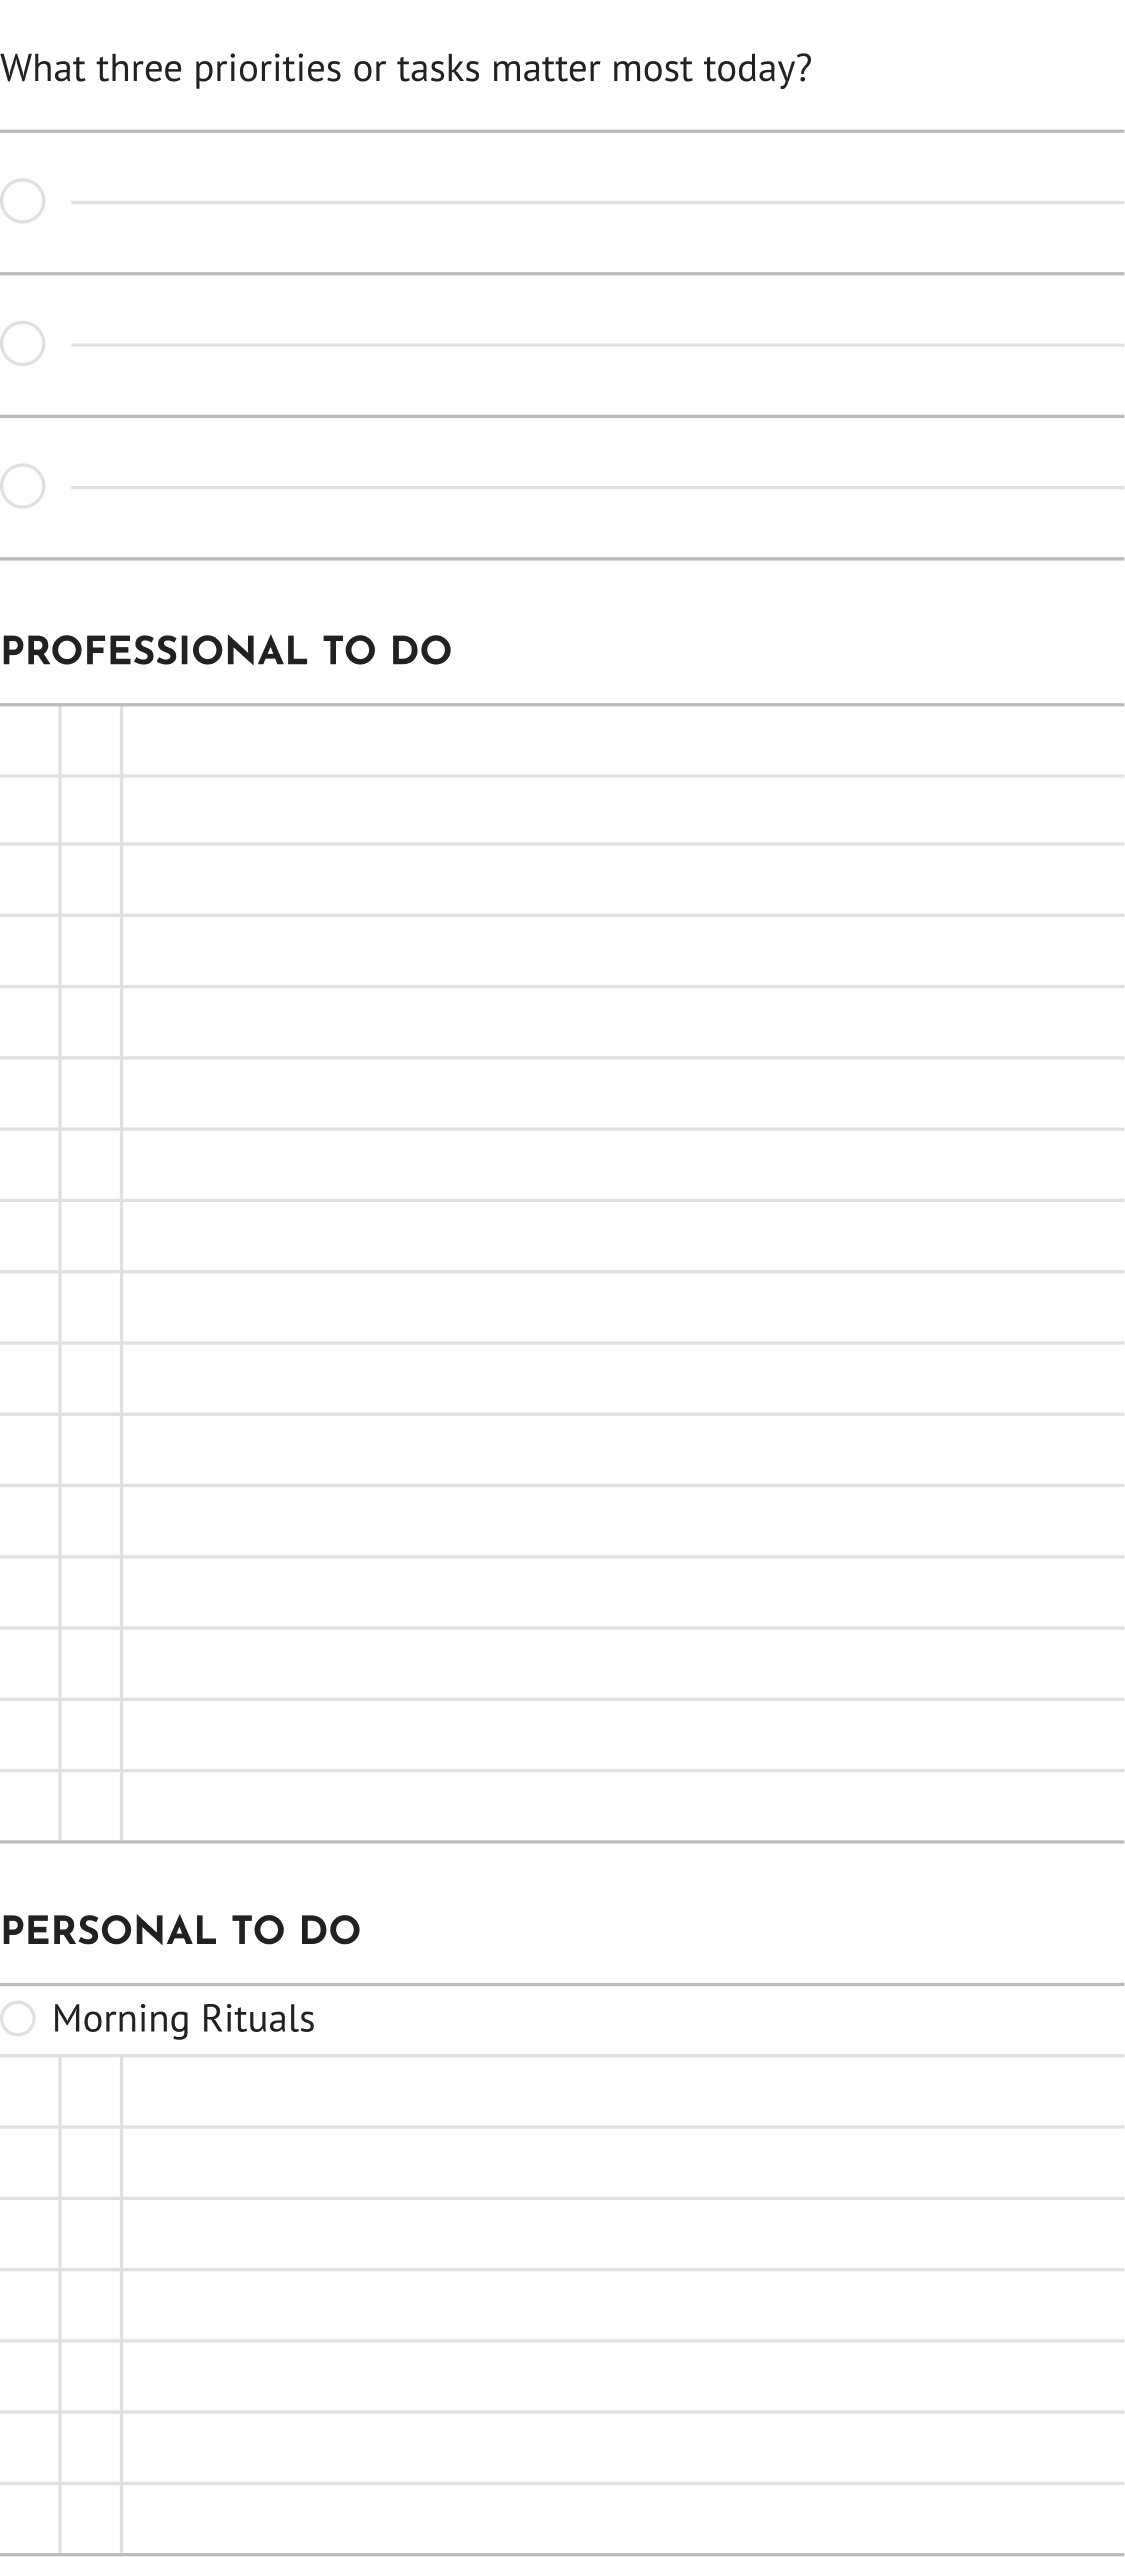 What three priorities or tasks matter most today?
PROFESSIONAL TO DO
PERSONAL TO DO
Morning Rituals